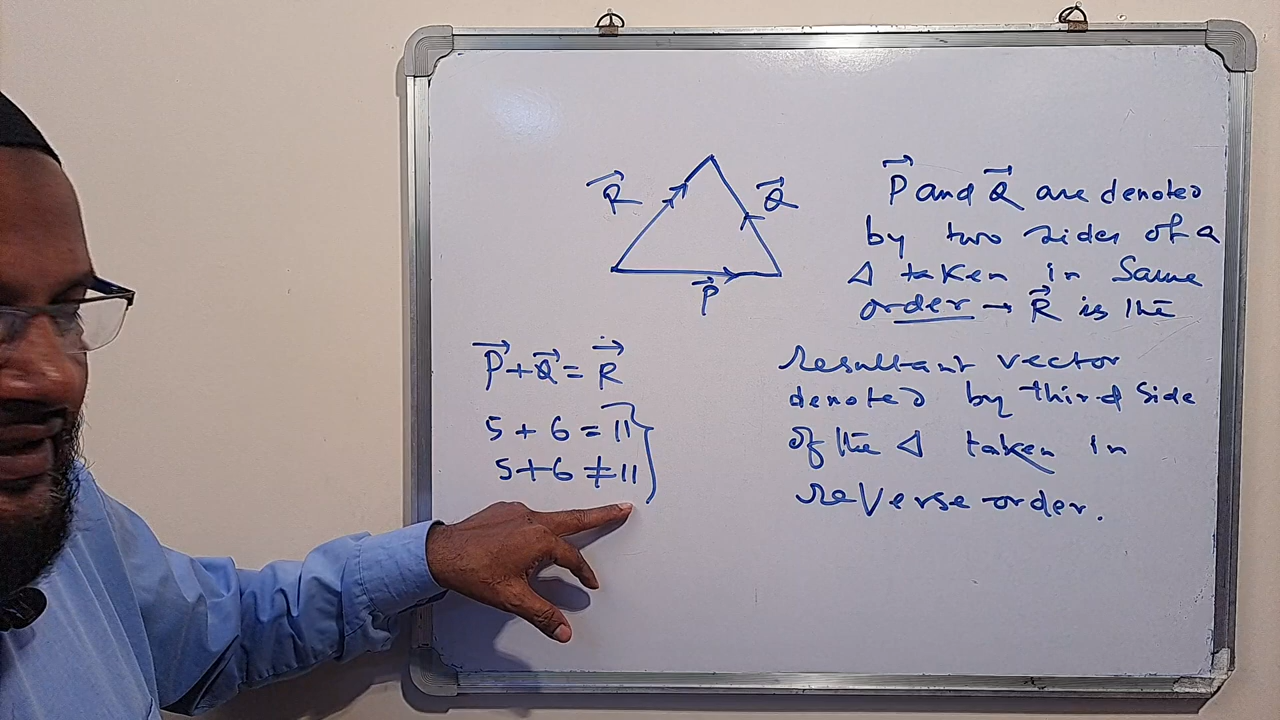 R⃗
Q⃗
P⃗
P⃗ and Q⃗ are denoted
by two sides of a
Δ taken in Same
order → R⃗ is the
resultant vector
denoted by third side
of the Δ taken in
reverse order.
P⃗ + Q⃗ = R⃗
5 + 6 = 11
5 + 6 ≠ 11